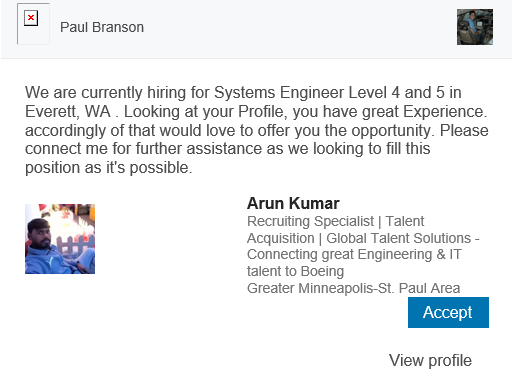 Paul Branson
We are currently hiring for Systems Engineer Level 4 and 5 in
Everett, WA . Looking at your Profile, you have great Experience.
accordingly of that would love to offer you the opportunity. Please
connect me for further assistance as we looking to fill this
position as it's possible.
Arun Kumar
Recruiting Specialist | Talent
Acquisition | Global Talent Solutions -
Connecting great Engineering & IT
talent to Boeing
Greater Minneapolis-St. Paul Area
Accept
View profile